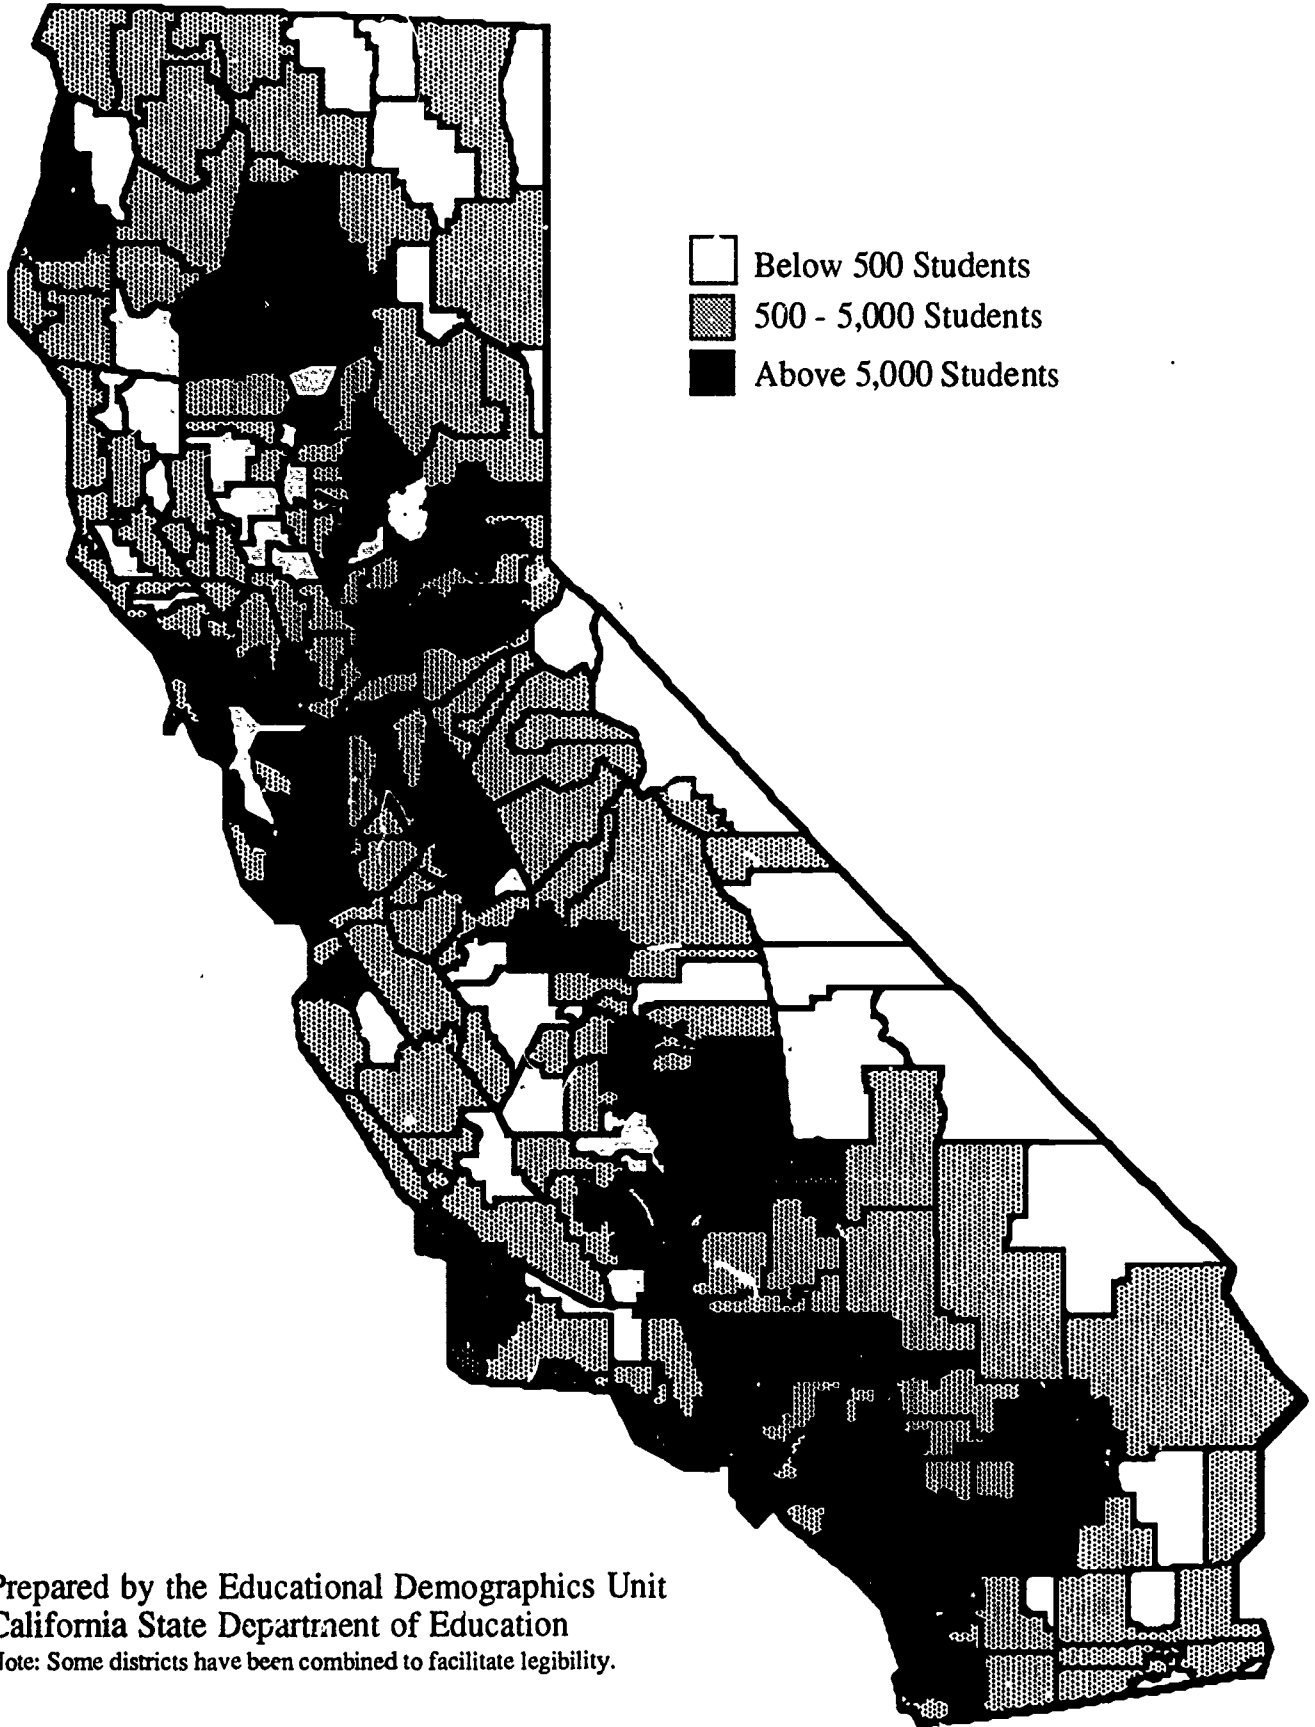 Below 500 Students
500 - 5,000 Students
Above 5,000 Students
Prepared by the Educational Demographics Unit
California State Department of Education
Note: Some districts have been combined to facilitate legibility.